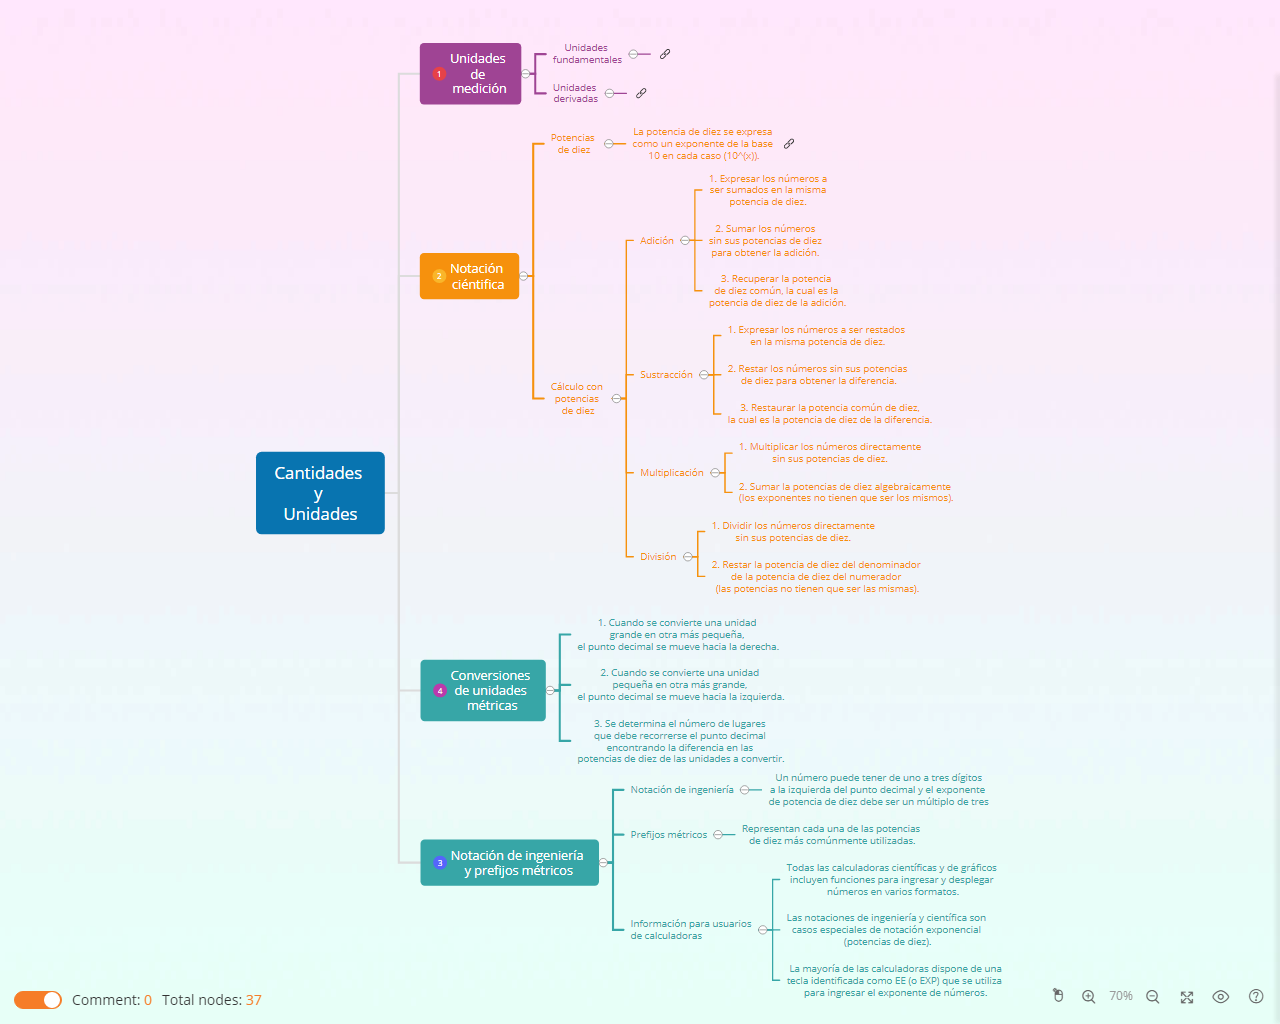 Cantidades
y
Unidades
1
Unidades
de
medición
Unidades
fundamentales
Unidades
derivadas
2
Notación
ciéntifica
Potencias
de diez
La potencia de diez se expresa
como un exponente de la base
10 en cada caso (10^(x)).
Cálculo con
potencias
de diez
Adición
1. Expresar los números a
ser sumados en la misma
potencia de diez.
2. Sumar los números
sin sus potencias de diez
para obtener la adición.
3. Recuperar la potencia
de diez común, la cual es la
potencia de diez de la adición.
Sustracción
1. Expresar los números a ser restados
en la misma potencia de diez.
2. Restar los números sin sus potencias
de diez para obtener la diferencia.
3. Restaurar la potencia común de diez,
la cual es la potencia de diez de la diferencia.
Multiplicación
1. Multiplicar los números directamente
sin sus potencias de diez.
2. Sumar la potencias de diez algebraicamente
(los exponentes no tienen que ser los mismos).
División
1. Dividir los números directamente
sin sus potencias de diez.
2. Restar la potencia de diez del denominador
de la potencia de diez del numerador
(las potencias no tienen que ser las mismas).
4
Conversiones
de unidades
métricas
1. Cuando se convierte una unidad
grande en otra más pequeña,
el punto decimal se mueve hacia la derecha.
2. Cuando se convierte una unidad
pequeña en otra más grande,
el punto decimal se mueve hacia la izquierda.
3. Se determina el número de lugares
que debe recorrerse el punto decimal
encontrando la diferencia en las
potencias de diez de las unidades a convertir.
3
Notación de ingeniería
y prefijos métricos
Notación de ingeniería
Un número puede tener de uno a tres dígitos
a la izquierda del punto decimal y el exponente
de potencia de diez debe ser un múltiplo de tres
Prefijos métricos
Representan cada una de las potencias
de diez más comúnmente utilizadas.
Información para usuarios
de calculadoras
Todas las calculadoras científicas y de gráficos
incluyen funciones para ingresar y desplegar
números en varios formatos.
Las notaciones de ingeniería y científica son
casos especiales de notación exponencial
(potencias de diez).
La mayoría de las calculadoras dispone de una
tecla identificada como EE (o EXP) que se utiliza
para ingresar el exponente de números.
Comment: 0 Total nodes: 37
70%